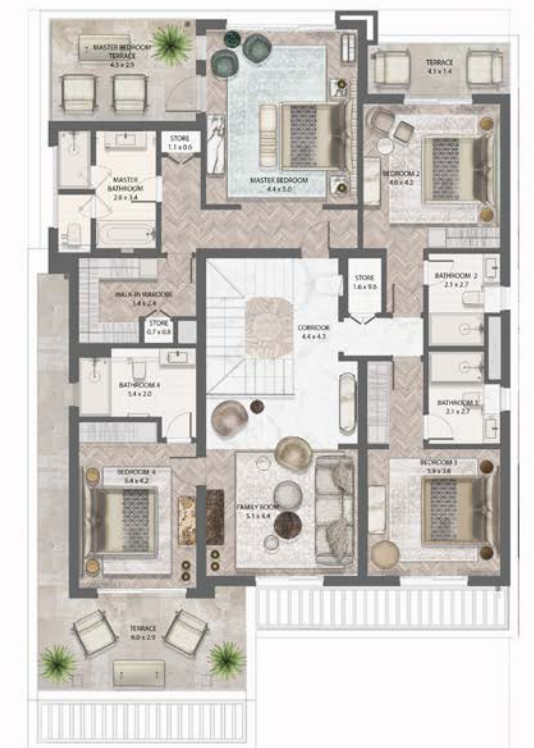 MASTER BEDROOM
TERRACE
4.3 x 2.3
TERRACE
4.1 x 1.4
STORE
1.1 x 0.6
MASTER
BATHROOM
2.8 x 3.4
MASTER BEDROOM
4.4 x 5.0
BEDROOM 2
4.0 x 4.2
WALK-IN WARDROBE
3.4 x 2.4
STORE
0.7 x 0.8
STORE
1.6 x 9.6
BATHROOM 2
2.1 x 2.7
CORRIDOR
4.4 x 4.3
BATHROOM 4
3.4 x 2.0
BATHROOM 3
2.1 x 2.7
BEDROOM 4
3.4 x 4.2
FAMILY ROOM
5.1 x 4.4
BEDROOM 3
3.9 x 3.8
TERRACE
6.0 x 2.9